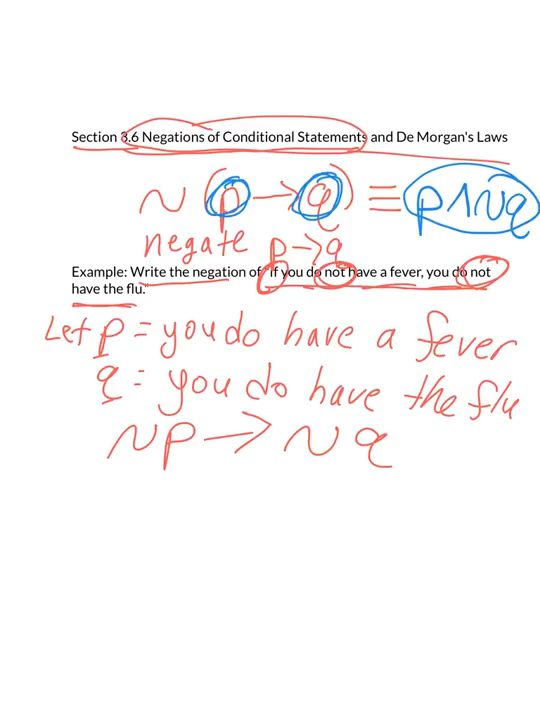 Section 3.6 Negations of Conditional Statements and De Morgan's Laws
~ (p → q) ≡ p ∧ ~q
negate p → q
Example: Write the negation of "if you do not have a fever, you do not
have the flu."
Let p = you do have a fever
q = you do have the flu
~p → ~q